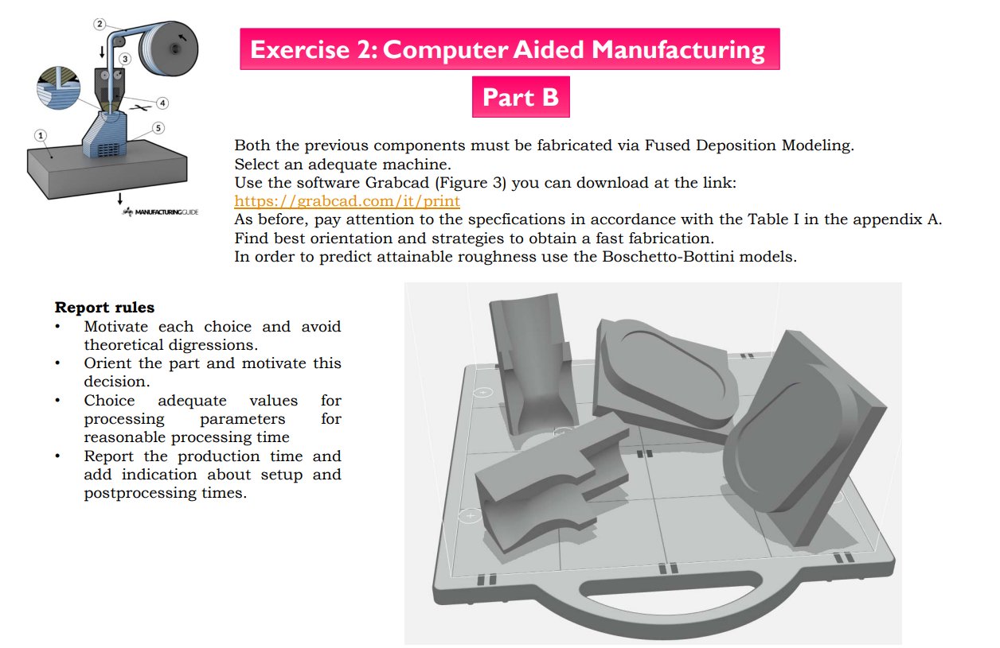 2
3
4
5
1
MANUFACTURINGGUIDE
Exercise 2: Computer Aided Manufacturing
Part B
Both the previous components must be fabricated via Fused Deposition Modeling.
Select an adequate machine.
Use the software Grabcad (Figure 3) you can download at the link:
https://grabcad.com/it/print
As before, pay attention to the specfications in accordance with the Table I in the appendix A.
Find best orientation and strategies to obtain a fast fabrication.
In order to predict attainable roughness use the Boschetto-Bottini models.
Report rules
• Motivate each choice and avoid
theoretical digressions.
• Orient the part and motivate this
decision.
• Choice adequate values for
processing parameters for
reasonable processing time
• Report the production time and
add indication about setup and
postprocessing times.